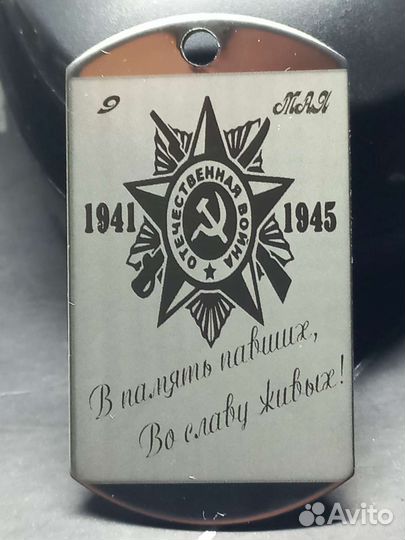 9 МАЯ
1941 1945
ОТЕЧЕСТВЕННАЯ ВОЙНА
В память павших,
Во славу живых!
Avito